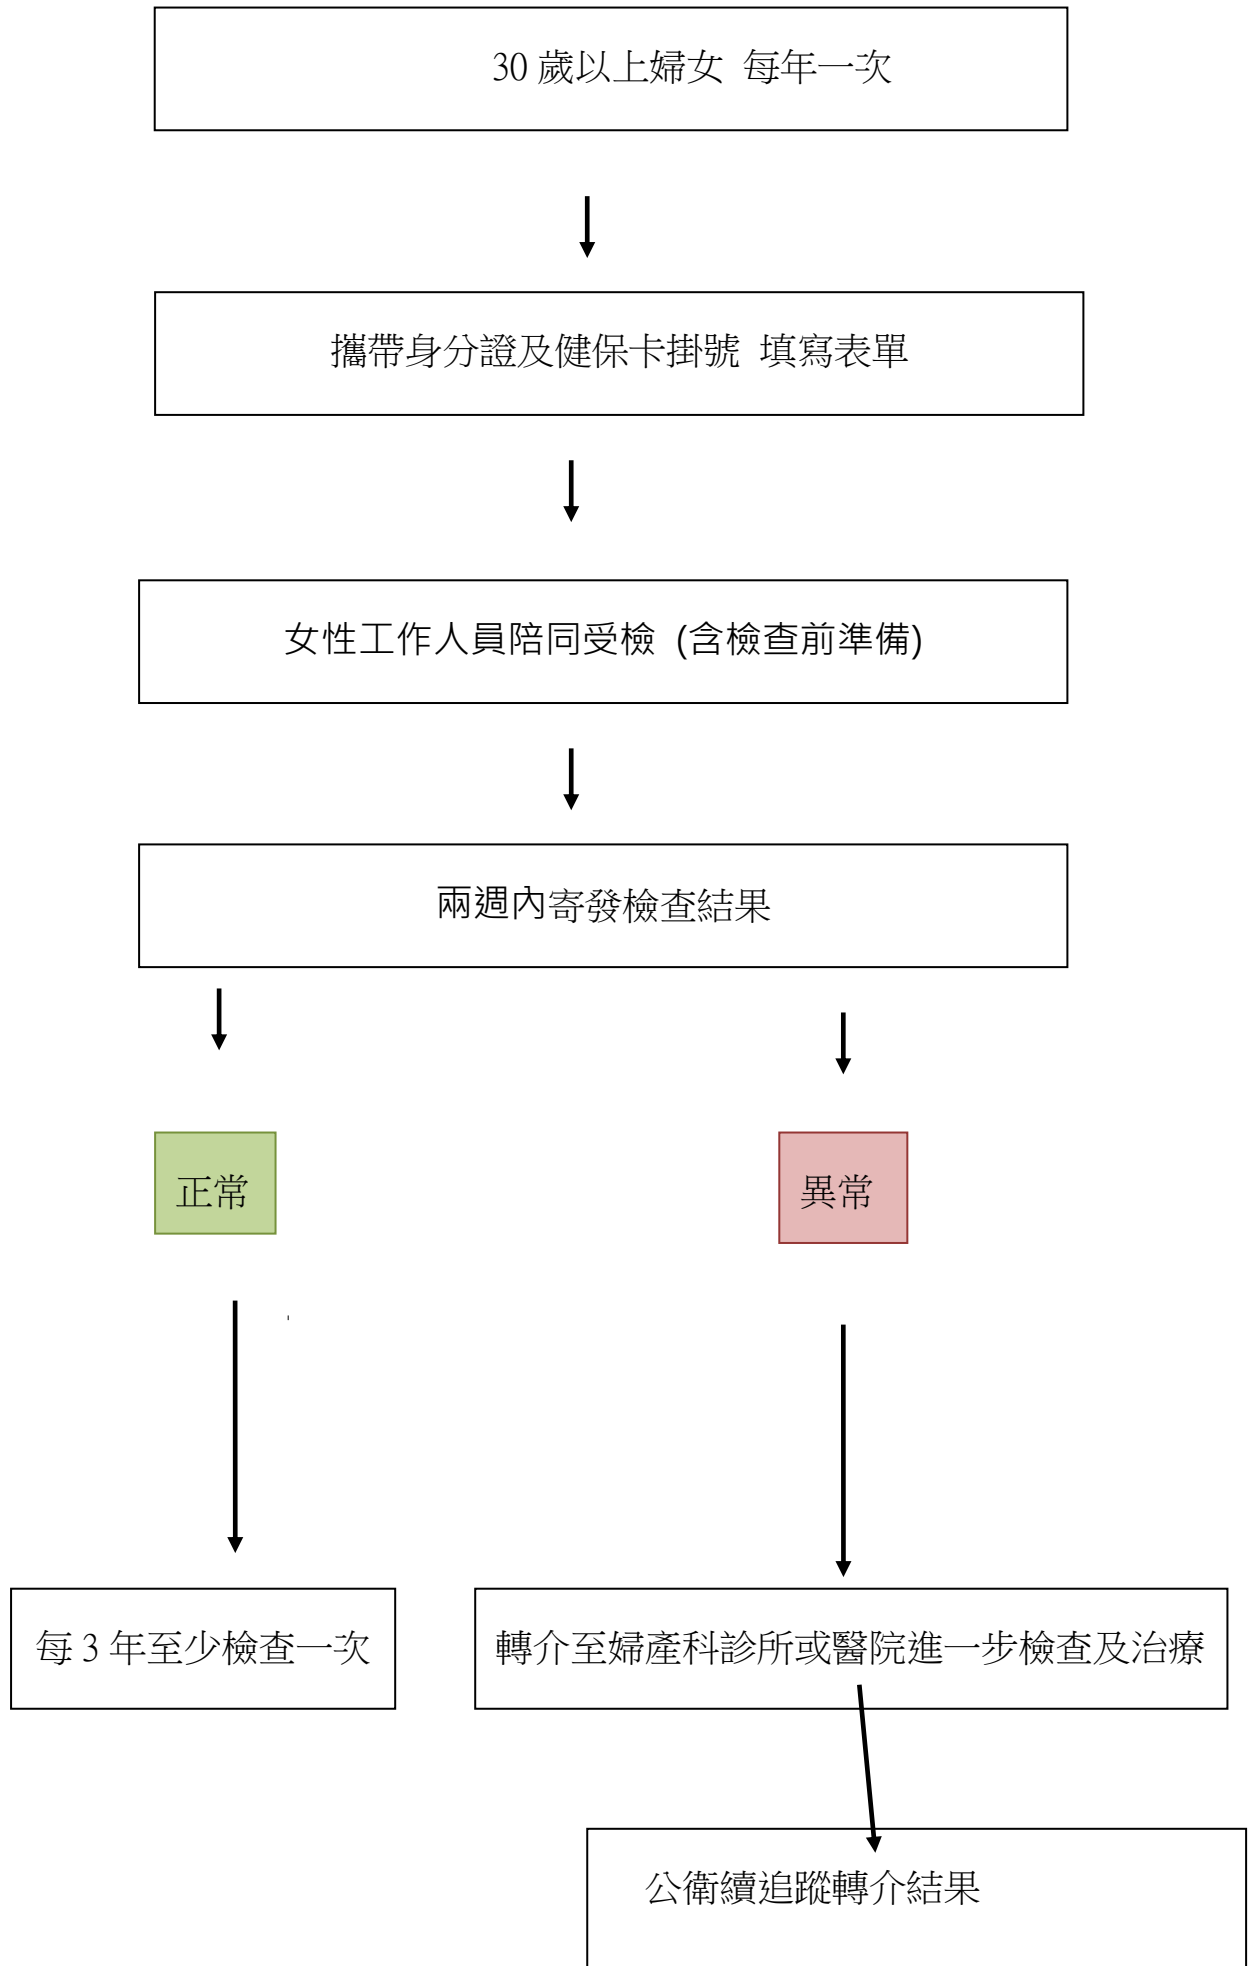 30 歲以上婦女 每年一次
攜帶身分證及健保卡掛號 填寫表單
女性工作人員陪同受檢 (含檢查前準備)
兩週內寄發檢查結果
正常
異常
每 3 年至少檢查一次
轉介至婦產科診所或醫院進一步檢查及治療
公衛續追蹤轉介結果